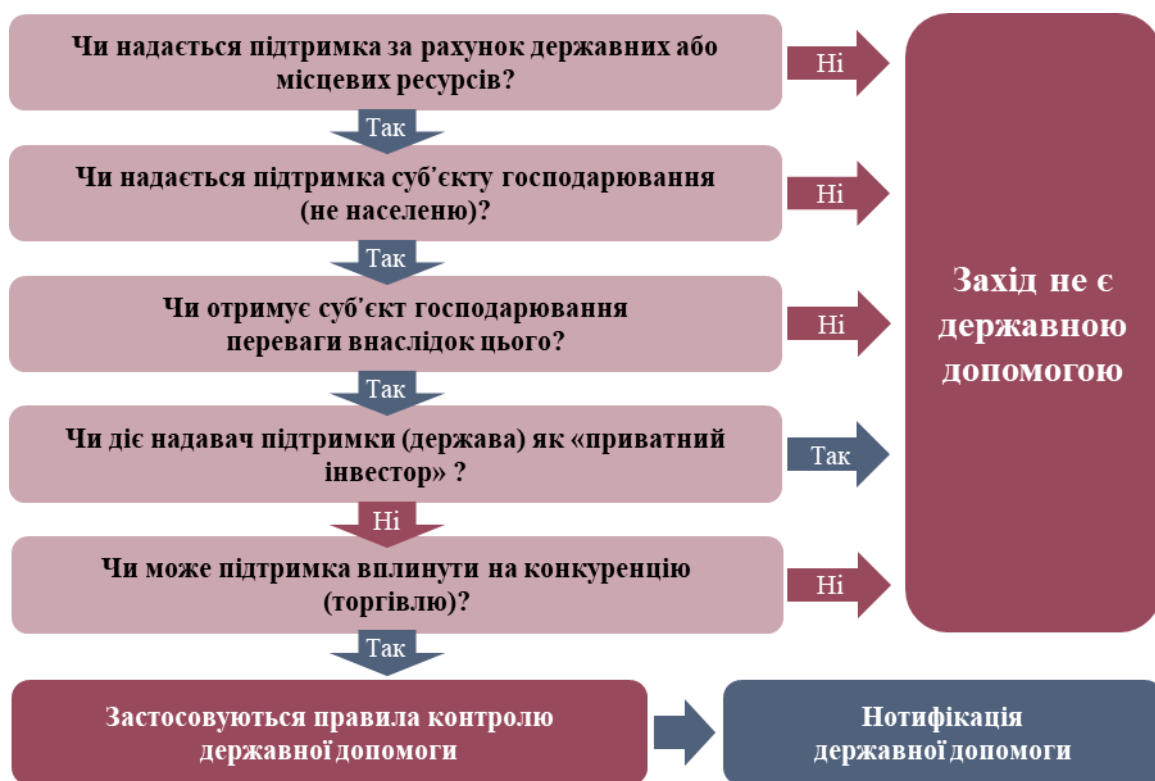 Чи надається підтримка за рахунок державних або
місцевих ресурсів?
Ні
Так
Чи надається підтримка суб'єкту господарювання
(не населеню)?
Ні
Так
Чи отримує суб'єкт господарювання
переваги внаслідок цього?
Ні
Так
Чи діє надавач підтримки (держава) як «приватний
інвестор» ?
Так
Ні
Чи може підтримка вплинути на конкуренцію
(торгівлю)?
Ні
Так
Захід не є
державною
допомогою
Застосовуються правила контролю
державної допомоги
Нотифікація
державної допомоги